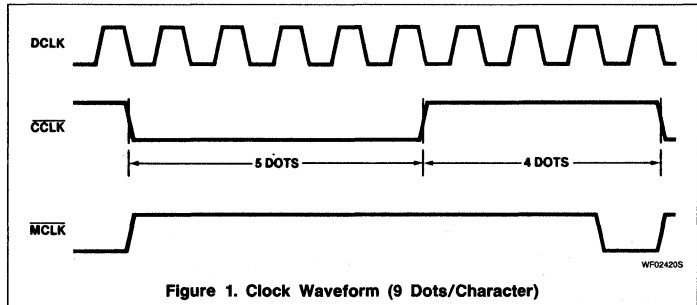 DCLK
CCLK
5 DOTS
4 DOTS
MCLK
WF02420S
Figure 1. Clock Waveform (9 Dots/Character)